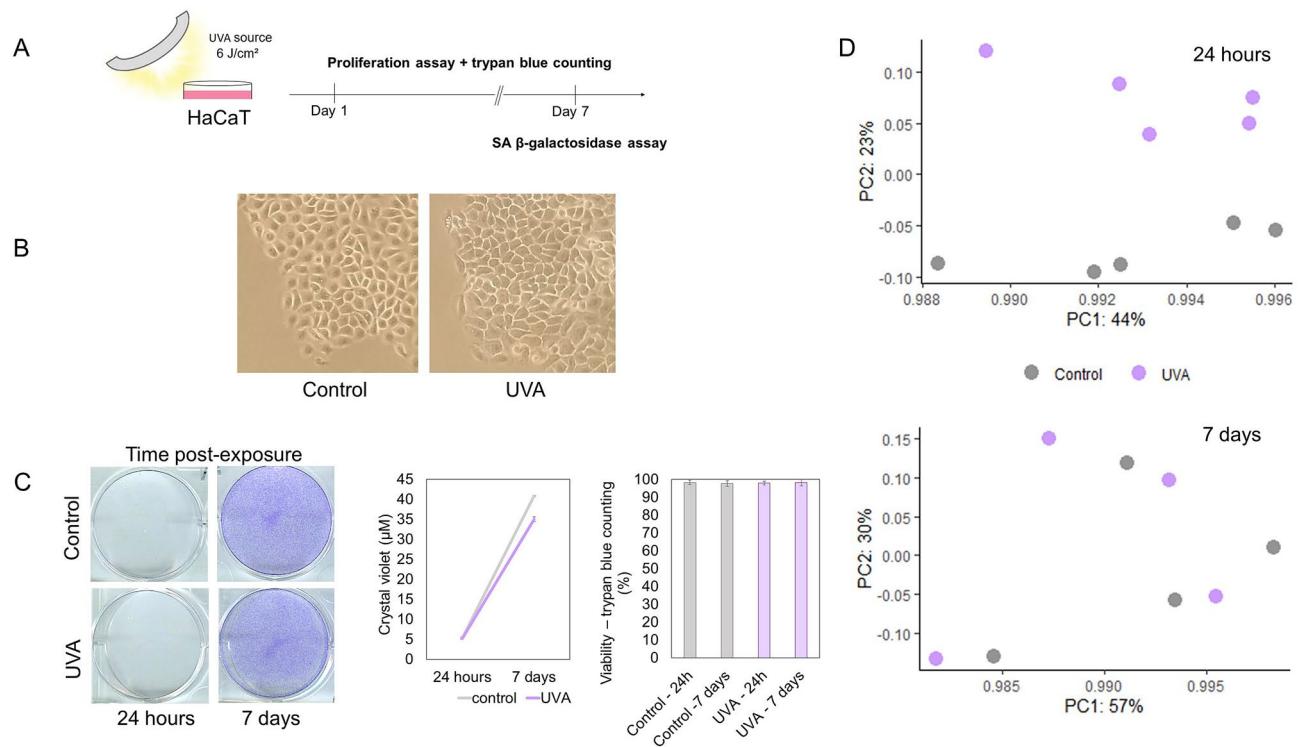 A
UVA source
6 J/cm²
HaCaT
Proliferation assay + trypan blue counting
Day 1
Day 7
SA β-galactosidase assay
B
Control
UVA
C
Time post-exposure
Control
UVA
24 hours
7 days
Crystal violet (µM)
45
40
35
30
25
20
15
10
5
0
24 hours
7 days
control
UVA
Viability – trypan blue counting
(%)
100
90
80
70
60
50
40
30
20
10
0
Control - 24h
Control -7 days
UVA - 24h
UVA - 7 days
D
24 hours
PC2: 23%
0.10
0.05
0.00
-0.05
-0.10
0.988
0.990
0.992
0.994
0.996
PC1: 44%
Control
UVA
7 days
PC2: 30%
0.15
0.10
0.05
0.00
-0.05
-0.10
0.985
0.990
0.995
PC1: 57%